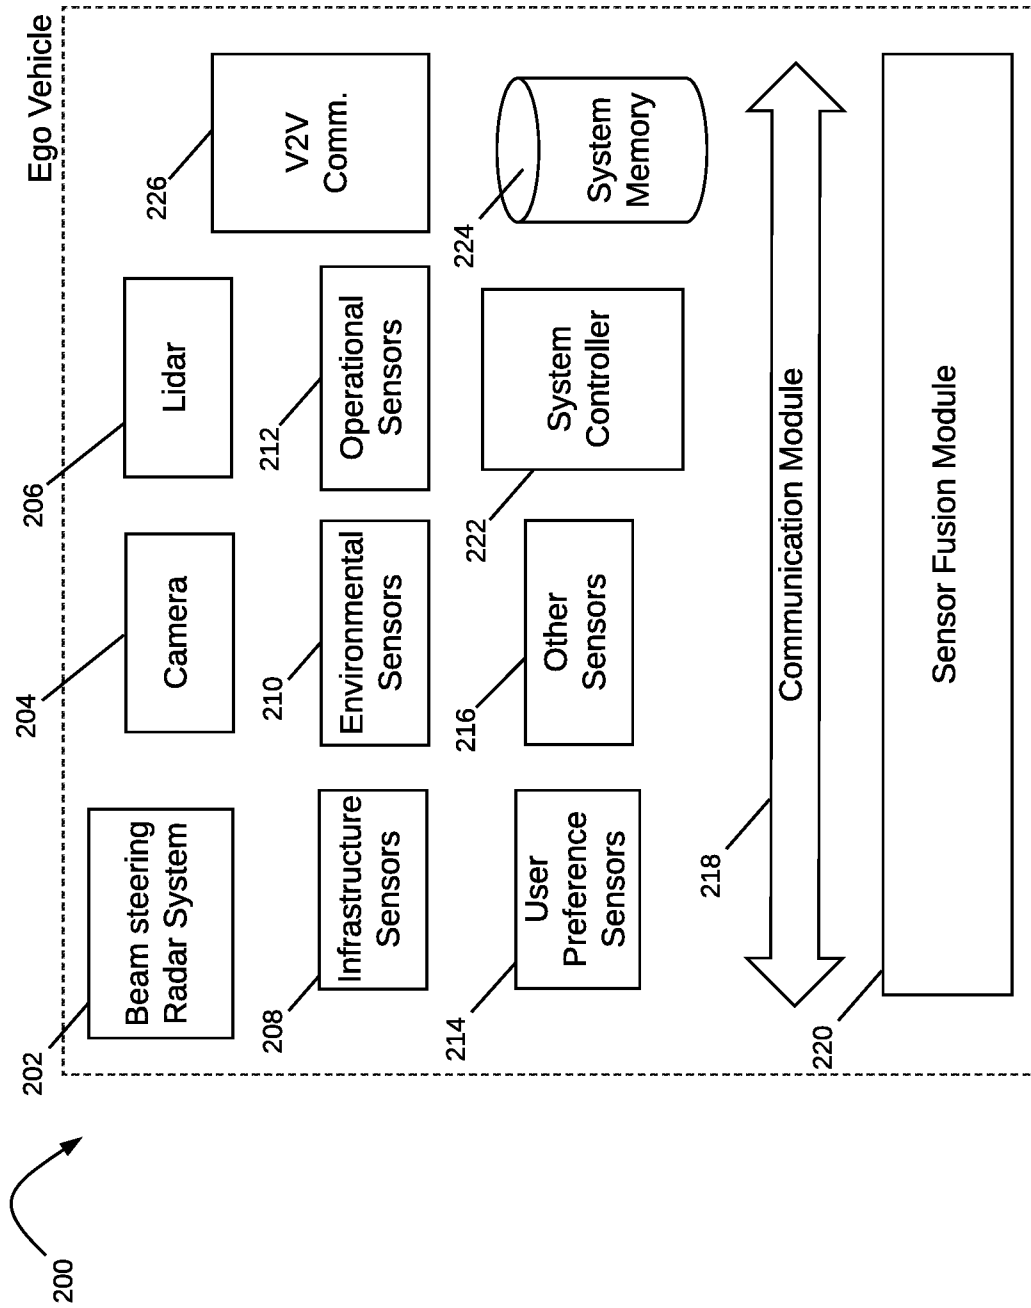 Ego Vehicle
200
202
Beam steering
Radar System
204
Camera
206
Lidar
226
V2V
Comm.
208
Infrastructure
Sensors
210
Environmental
Sensors
212
Operational
Sensors
214
User
Preference
Sensors
216
Other
Sensors
222
System
Controller
224
System
Memory
218
Communication Module
220
Sensor Fusion Module